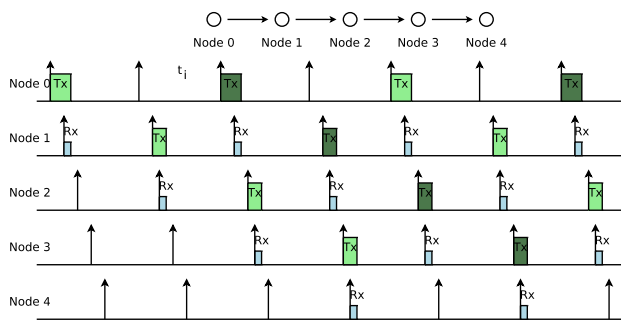 Node 0 Node 1 Node 2 Node 3 Node 4
t_i
Node 0 Tx Tx Tx Tx
Node 1 Rx Tx Rx Tx Rx Tx Rx
Node 2 Rx Tx Rx Tx Rx Tx
Node 3 Rx Tx Rx Tx Rx
Node 4 Rx Rx